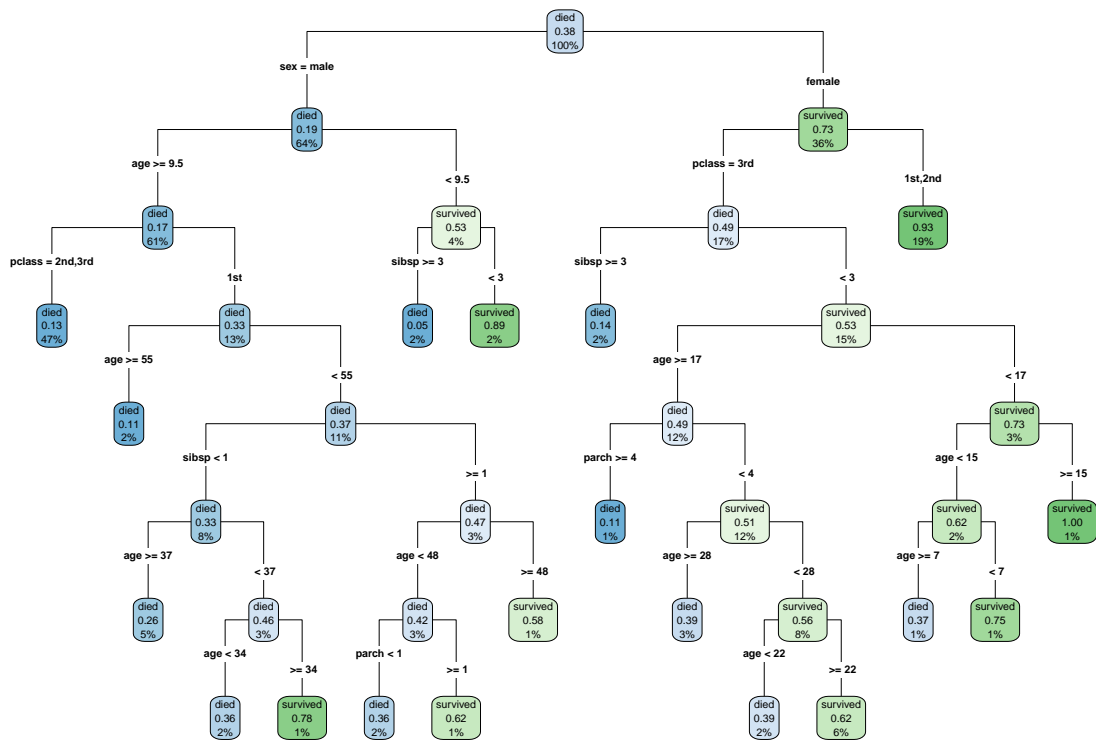 died
0.38
100%
sex = male
female
died
0.19
64%
survived
0.73
36%
age >= 9.5
< 9.5
pclass = 3rd
1st,2nd
died
0.17
61%
survived
0.53
4%
died
0.49
17%
survived
0.93
19%
pclass = 2nd,3rd
1st
sibsp >= 3
< 3
sibsp >= 3
< 3
died
0.13
47%
died
0.33
13%
died
0.05
2%
survived
0.89
2%
died
0.14
2%
survived
0.53
15%
age >= 55
< 55
age >= 17
< 17
died
0.11
2%
died
0.37
11%
died
0.49
12%
survived
0.73
3%
sibsp < 1
>= 1
parch >= 4
< 4
age < 15
>= 15
died
0.33
8%
died
0.47
3%
died
0.11
1%
survived
0.51
12%
survived
0.62
2%
survived
1.00
1%
age >= 37
< 37
age < 48
>= 48
age >= 28
< 28
age >= 7
< 7
died
0.26
5%
died
0.46
3%
died
0.42
3%
survived
0.58
1%
died
0.39
3%
survived
0.56
8%
died
0.37
1%
survived
0.75
1%
age < 34
>= 34
parch < 1
>= 1
age < 22
>= 22
died
0.36
2%
survived
0.78
1%
died
0.36
2%
survived
0.62
1%
died
0.39
2%
survived
0.62
6%